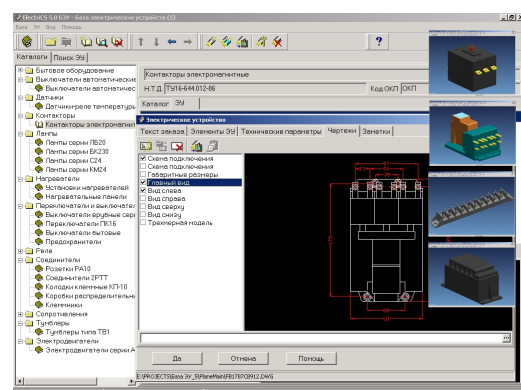 ElectriCS 5.0 БЭУ - База электрических устройств (5)
База ЭУ Вид Помощь
Каталоги Поиск ЭУ
Бытовое оборудование
Выключатели автоматические
Выключатели автоматичес
Датчики
Датчики-реле температуры
Контакторы
Контакторы электромагнит
Лампы
Лампы серии ПБ20
Лампы серии БК230
Лампы серии С24
Лампы серии КМ24
Нагреватели
Установки нагревателей
Нагревательные панели
Переключатели и выключател
Выключатели врубные сери
Переключатели ПК16
Выключатели бытовые
Предохранители
Реле
Соединители
Розетки РА10
Соединители 2РТТ
Колодки клеммные КП-10
Коробки распределительны
Клеммники
Сопротивления
Тумблеры
Тумблеры типа ТВ1
Электродвигатели
Электродвигатели серии А
Контакторы электромагнитные
Н.Т.Д. ТУ16-644.012-86 Код ОКП ОКП
Каталог ЭУ
Электрическое устройство
Текст заказа Элементы ЭУ Технические параметры Чертежи Заметки
Схема подключения
Схема подключения
Габаритные размеры
Главный вид
Вид слева
Вид справа
Вид сверху
Вид снизу
Трехмерная модель
Да Отмена Помощь